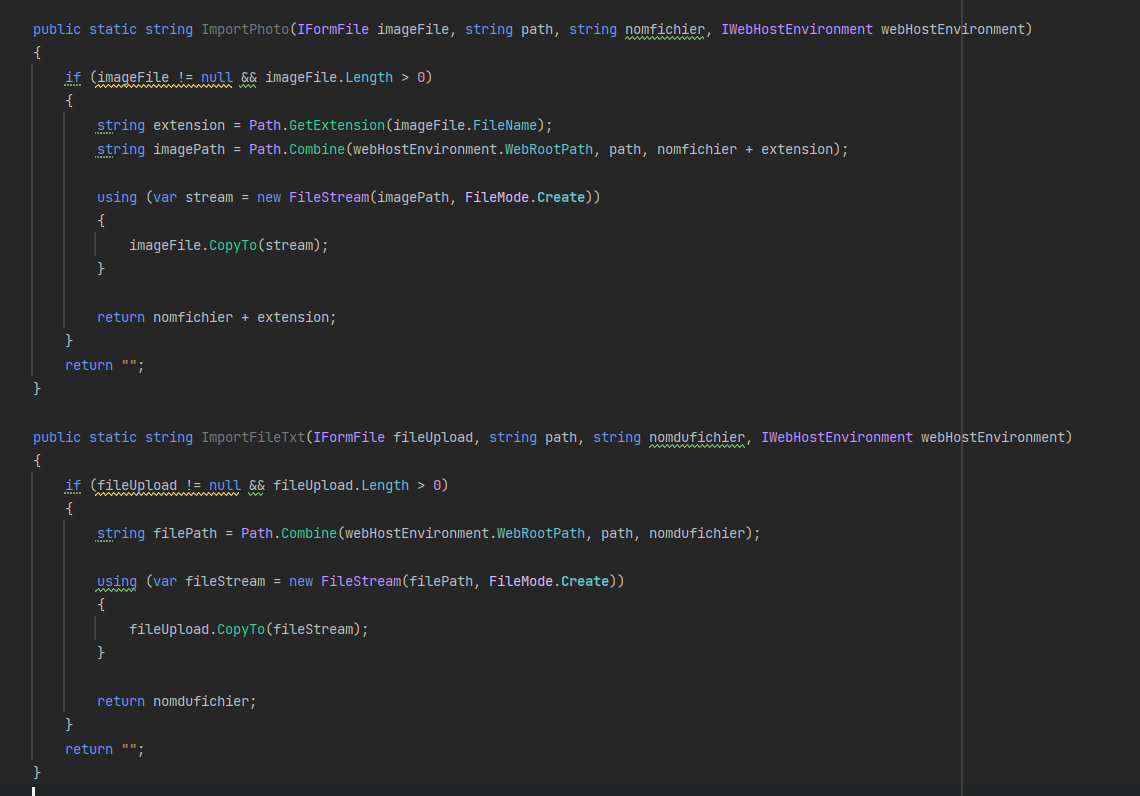 public static string ImportPhoto(IFormFile imageFile, string path, string nomfichier, IWebHostEnvironment webHostEnvironment)
{
    if (imageFile != null && imageFile.Length > 0)
    {
        string extension = Path.GetExtension(imageFile.FileName);
        string imagePath = Path.Combine(webHostEnvironment.WebRootPath, path, nomfichier + extension);

        using (var stream = new FileStream(imagePath, FileMode.Create))
        {
            imageFile.CopyTo(stream);
        }

        return nomfichier + extension;
    }
    return "";
}

public static string ImportFileTxt(IFormFile fileUpload, string path, string nomdufichier, IWebHostEnvironment webHostEnvironment)
{
    if (fileUpload != null && fileUpload.Length > 0)
    {
        string filePath = Path.Combine(webHostEnvironment.WebRootPath, path, nomdufichier);

        using (var fileStream = new FileStream(filePath, FileMode.Create))
        {
            fileUpload.CopyTo(fileStream);
        }

        return nomdufichier;
    }
    return "";
}